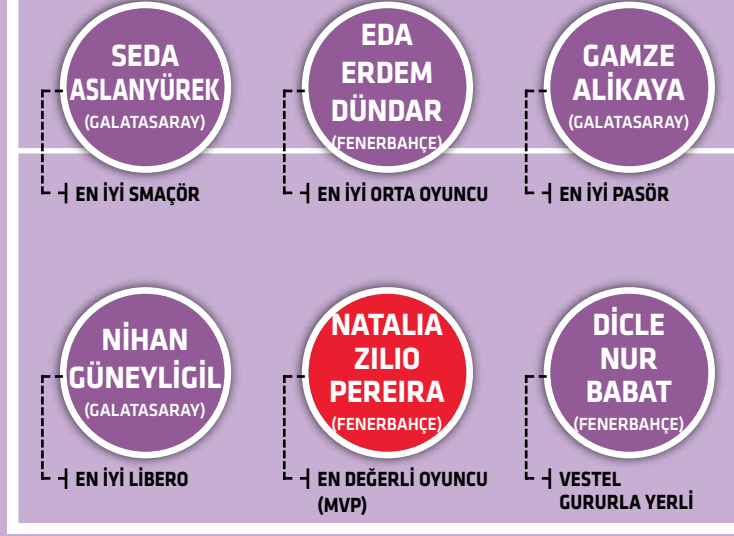 SEDA
ASLANYÜREK
(GALATASARAY)
EN İYİ SMAÇÖR
EDA
ERDEM
DÜNDAR
(FENERBAHÇE)
EN İYİ ORTA OYUNCU
GAMZE
ALİKAYA
(GALATASARAY)
EN İYİ PASÖR
NİHAN
GÜNEYLİGİL
(GALATASARAY)
EN İYİ LİBERO
NATALIA
ZILIO
PEREIRA
(FENERBAHÇE)
EN DEĞERLİ OYUNCU
(MVP)
DİCLE
NUR
BABAT
(FENERBAHÇE)
VESTEL
GURURLA YERLİ